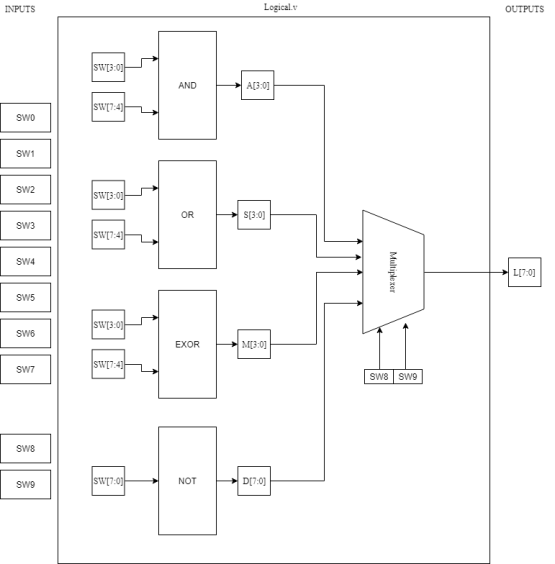 INPUTS
Logical.v
OUTPUTS
SW[3:0]
AND
A[3:0]
SW[7:4]
SW0
SW1
SW2
SW[3:0]
OR
S[3:0]
SW3
SW[7:4]
SW4
Multiplexer
L[7:0]
SW5
SW[3:0]
SW6
EXOR
M[3:0]
SW7
SW[7:4]
SW8
SW9
SW8
SW9
SW[7:0]
NOT
D[7:0]